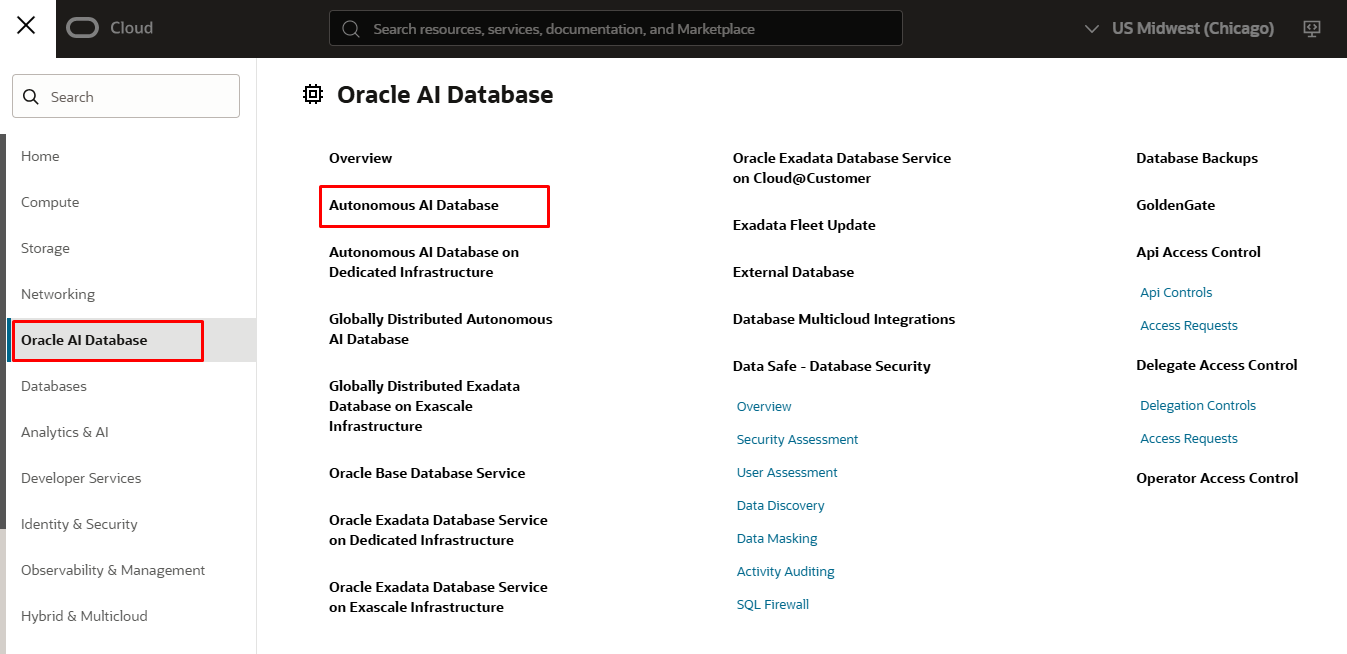 Cloud
Search resources, services, documentation, and Marketplace
US Midwest (Chicago)
Search
Home
Compute
Storage
Networking
Oracle AI Database
Databases
Analytics & AI
Developer Services
Identity & Security
Observability & Management
Hybrid & Multicloud
Oracle AI Database
Overview
Autonomous AI Database
Autonomous AI Database on
Dedicated Infrastructure
Globally Distributed Autonomous
AI Database
Globally Distributed Exadata
Database on Exascale
Infrastructure
Oracle Base Database Service
Oracle Exadata Database Service
on Dedicated Infrastructure
Oracle Exadata Database Service
on Exascale Infrastructure
Oracle Exadata Database Service
on Cloud@Customer
Exadata Fleet Update
External Database
Database Multicloud Integrations
Data Safe - Database Security
Overview
Security Assessment
User Assessment
Data Discovery
Data Masking
Activity Auditing
SQL Firewall
Database Backups
GoldenGate
Api Access Control
Api Controls
Access Requests
Delegate Access Control
Delegation Controls
Access Requests
Operator Access Control